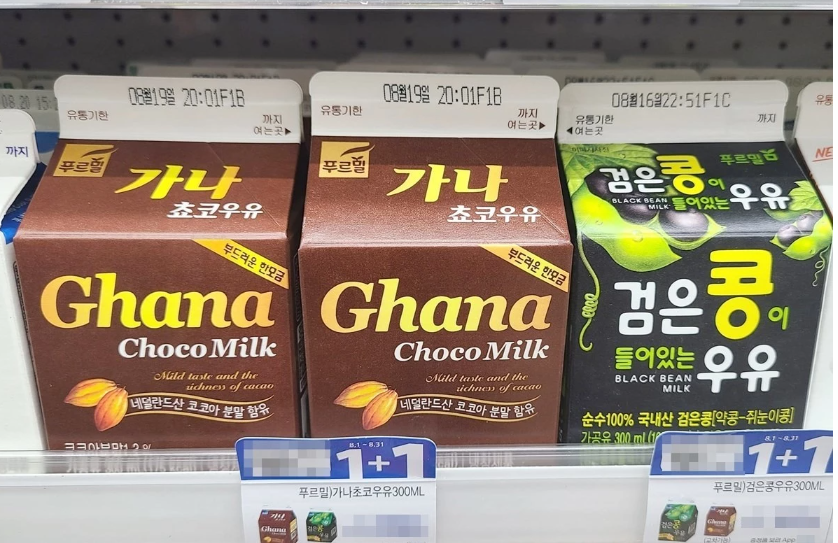 08월19일 20:01F1B
유통기한
까지
여는곳▶
푸르밀
가나
쵸코우유
부드러운 한모금
Ghana
Choco Milk
Mild taste and the
richness of cacao
네덜란드산 코코아 분말 함유
08월19일 20:01F1B
유통기한
까지
여는곳▶
푸르밀
가나
쵸코우유
부드러운 한모금
Ghana
Choco Milk
Mild taste and the
richness of cacao
네덜란드산 코코아 분말 함유
08월16일22:51F1C
유통기한
까지
◀여는곳
푸르밀
검은콩이
BLACK BEAN
MILK
들어있는
우유
검은콩이
들어있는
BLACK BEAN
MILK
우유
순수100% 국내산 검은콩[약콩-쥐눈이콩]
가공유 300 ml
까지
8.1 - 8.31
1+1
푸르밀)가나초코우유300ML
8.1 - 8.31
1+1
푸르밀)검은콩우유300ML